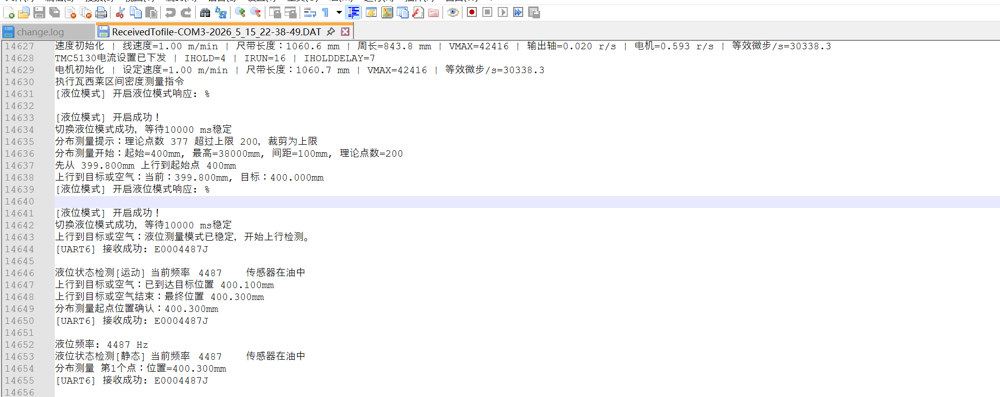 change.log
ReceivedTofile-COM3-2026_5_15_22-38-49.DAT
14627 速度初始化 | 线速度=1.00 m/min | 尺带长度：1060.6 mm | 周长=843.8 mm | VMAX=42416 | 输出轴=0.020 r/s | 电机=0.593 r/s | 等效微步/s=30338.3
14628 TMC5130电流设置已下发 | IHOLD=4 | IRUN=16 | IHOLDDELAY=7
14629 电机初始化 | 设定速度=1.00 m/min | 尺带长度：1060.7 mm | VMAX=42416 | 等效微步/s=30338.3
14630 执行瓦西莱区间密度测量指令
14631 [液位模式] 开启液位模式响应: %
14632
14633 [液位模式] 开启成功！
14634 切换液位模式成功, 等待10000 ms稳定
14635 分布测量提示：理论点数 377 超过上限 200, 裁剪为上限
14636 分布测量开始：起始=400mm, 最高=38000mm, 间距=100mm, 理论点数=200
14637 先从 399.800mm 上行到起始点 400mm
14638 上行到目标或空气：当前：399.800mm, 目标：400.000mm
14639 [液位模式] 开启液位模式响应: %
14640
14641 [液位模式] 开启成功！
14642 切换液位模式成功, 等待10000 ms稳定
14643 上行到目标或空气：液位测量模式已稳定, 开始上行检测。
14644 [UART6] 接收成功: E0004487J
14645
14646 液位状态检测[运动] 当前频率 4487 传感器在油中
14647 上行到目标或空气：已到达目标位置 400.100mm
14648 上行到目标或空气结束：最终位置 400.300mm
14649 分布测量起点位置确认：400.300mm
14650 [UART6] 接收成功: E0004487J
14651
14652 液位频率: 4487 Hz
14653 液位状态检测[静态] 当前频率 4487 传感器在油中
14654 分布测量 第1个点：位置=400.300mm
14655 [UART6] 接收成功: E0004487J
14656